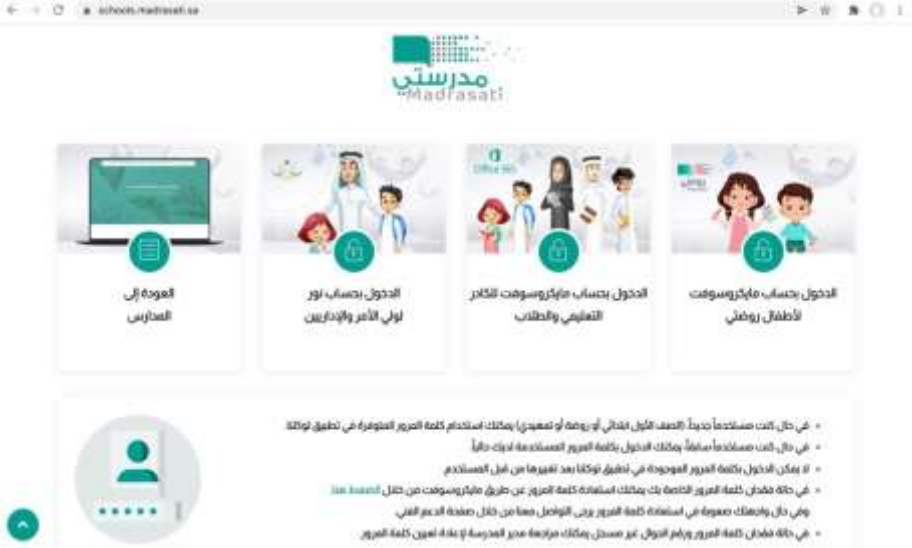 schools.madrasati.sa
مدرستي
Madrasati
Office 365
روضتي
الدخول بحساب مايكروسوفت
لأطفال روضتي
الدخول بحساب مايكروسوفت للكادر
التعليمي والطلاب
الدخول بحساب نور
لولي الأمر والإداريين
العودة إلى
المدارس
في حال كنت مستخدماً جديداً (الصف الأول ابتدائي أو روضة أو تمهيدي) يمكنك استخدام كلمة المرور المتوفرة في تطبيق توكلنا.
في حال كنت مستخدماً سابقاً، يمكنك الدخول بكلمة المرور المستخدمة لديك حالياً.
لا يمكن الدخول بكلمة المرور الموجودة في تطبيق توكلنا بعد تغييرها من قبل المستخدم.
في حالة فقدان كلمة المرور الخاصة بك يمكنك استعادة كلمة المرور عن طريق مايكروسوفت من خلال الضغط هنا
وفي حال واجهتك صعوبة في استعادة كلمة المرور يرجى التواصل معنا من خلال صفحة الدعم الفني.
في حالة فقدان كلمة المرور ورقم الجوال غير مسجل يمكنك مراجعة مدير المدرسة لإعادة تعيين كلمة المرور.